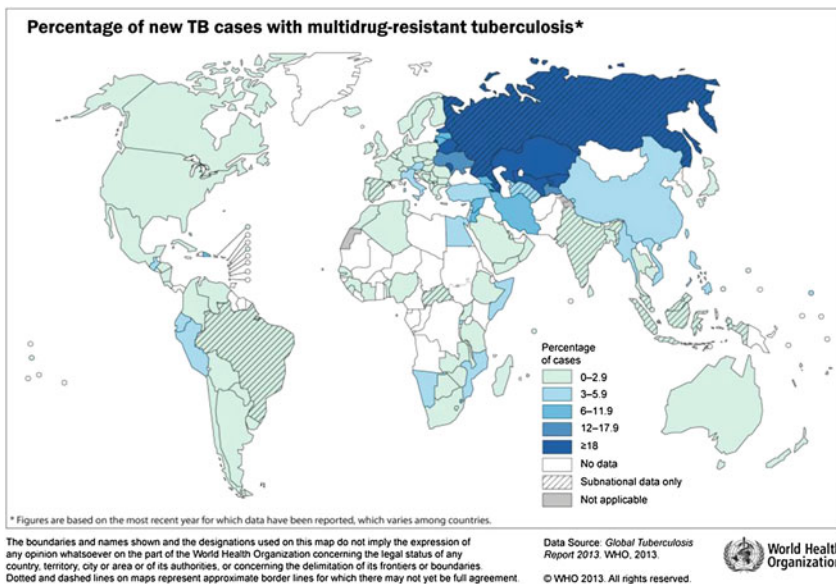 Percentage of new TB cases with multidrug-resistant tuberculosis*
Percentage
of cases
0–2.9
3–5.9
6–11.9
12–17.9
≥18
No data
Subnational data only
Not applicable
* Figures are based on the most recent year for which data have been reported, which varies among countries.
The boundaries and names shown and the designations used on this map do not imply the expression of
any opinion whatsoever on the part of the World Health Organization concerning the legal status of any
country, territory, city or area or of its authorities, or concerning the delimitation of its frontiers or boundaries.
Dotted and dashed lines on maps represent approximate border lines for which there may not yet be full agreement.
Data Source: Global Tuberculosis
Report 2013. WHO, 2013.
© WHO 2013. All rights reserved.
World Health
Organization